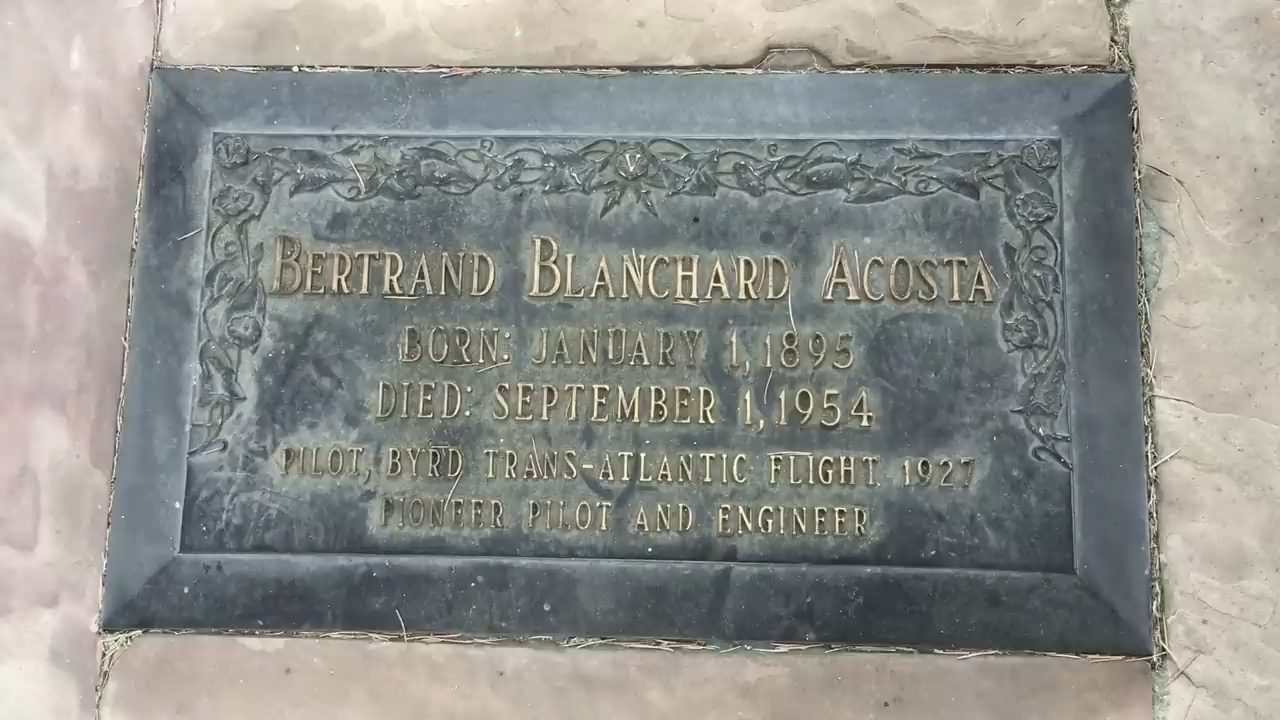 BERTRAND BLANCHARD ACOSTA
BORN: JANUARY 1, 1895
DIED: SEPTEMBER 1, 1954
PILOT, BYRD TRANS-ATLANTIC FLIGHT 1927
PIONEER PILOT AND ENGINEER